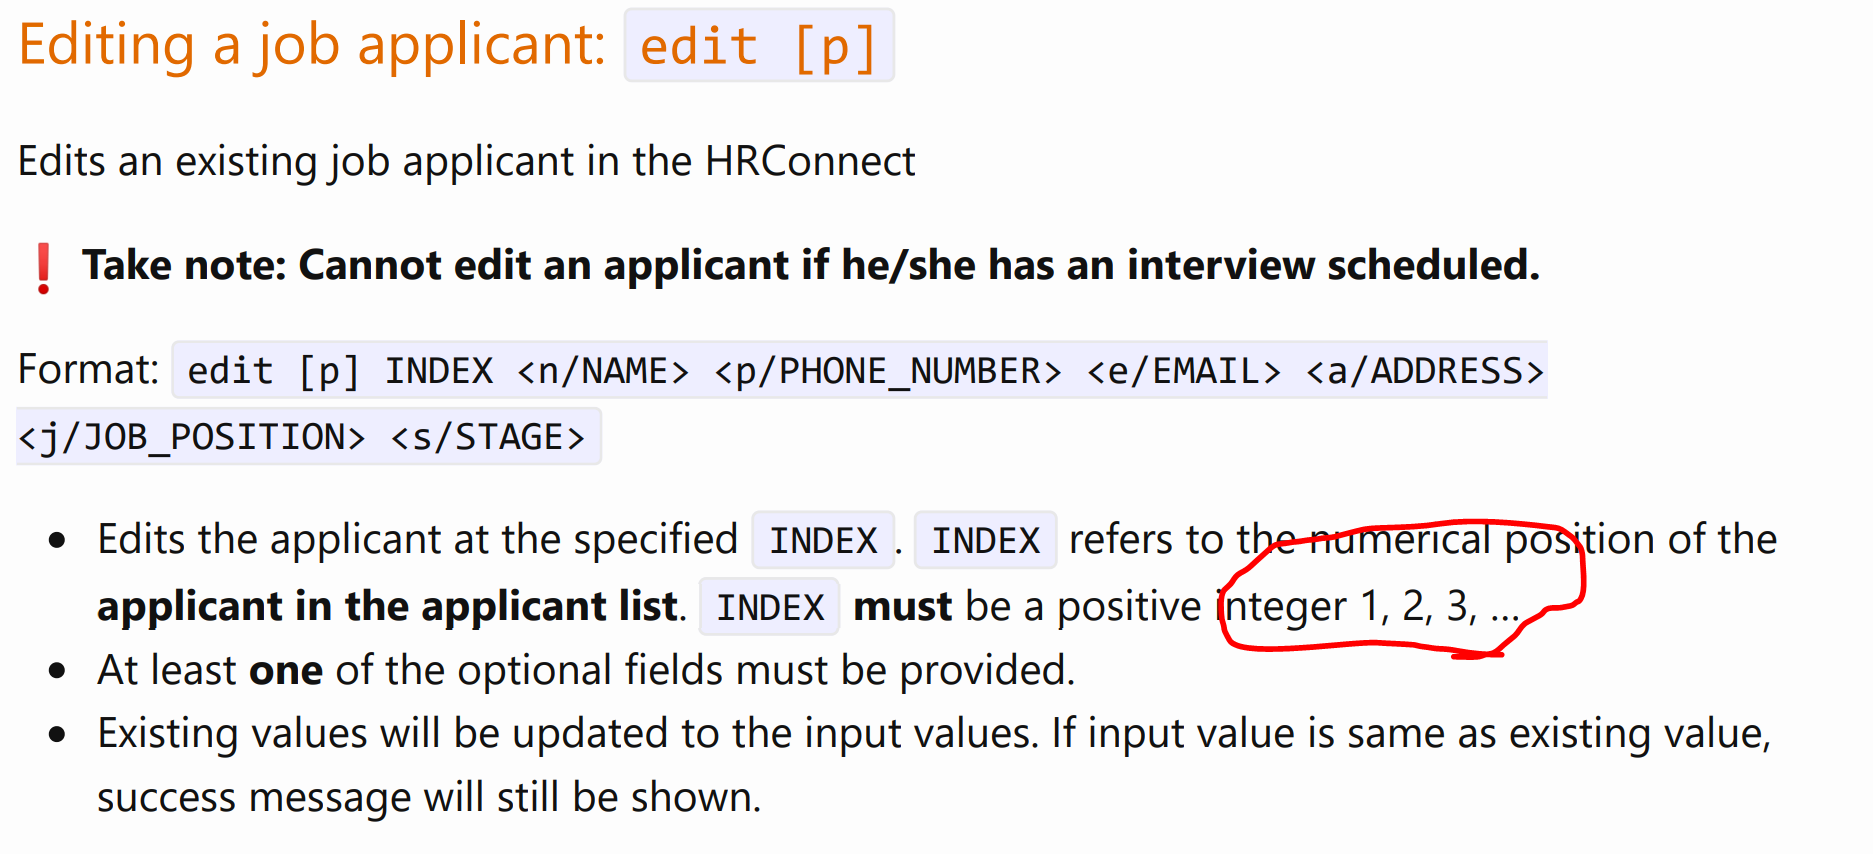 Editing a job applicant: edit [p]
Edits an existing job applicant in the HRConnect
❗ Take note: Cannot edit an applicant if he/she has an interview scheduled.
Format: edit [p] INDEX <n/NAME> <p/PHONE_NUMBER> <e/EMAIL> <a/ADDRESS>
<j/JOB_POSITION> <s/STAGE>
• Edits the applicant at the specified INDEX. INDEX refers to the numerical position of the
applicant in the applicant list. INDEX must be a positive integer 1, 2, 3, …
• At least one of the optional fields must be provided.
• Existing values will be updated to the input values. If input value is same as existing value,
success message will still be shown.